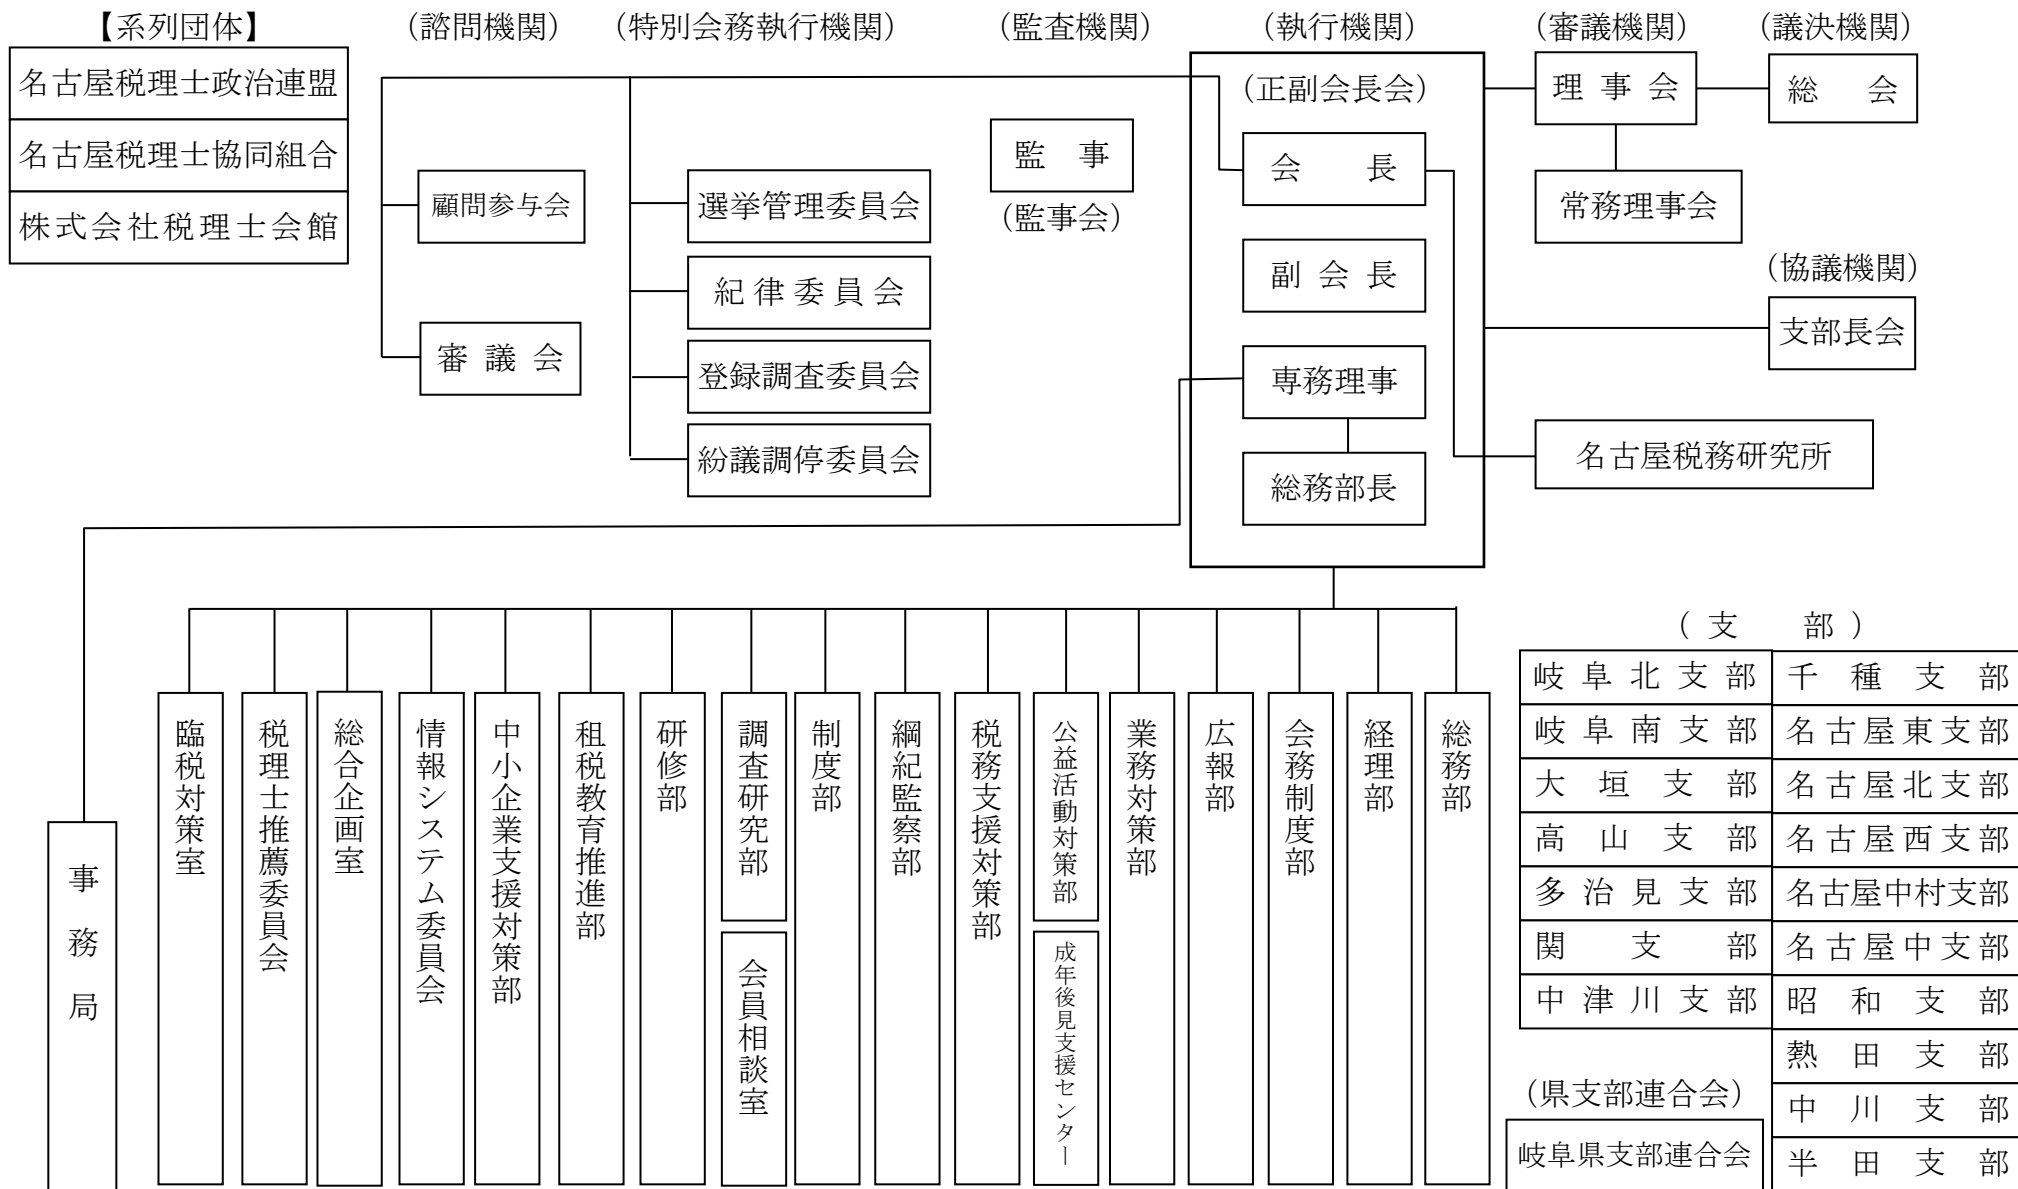 【系列団体】
名古屋税理士政治連盟
名古屋税理士協同組合
株式会社税理士会館
（諮問機関）
顧問参与会
審議会
（特別会務執行機関）
選挙管理委員会
紀律委員会
登録調査委員会
紛議調停委員会
（監査機関）
監事
（監事会）
（執行機関）
（正副会長会）
会長
副会長
専務理事
総務部長
（審議機関）
理事会
常務理事会
（議決機関）
総会
（協議機関）
支部長会
名古屋税務研究所
事務局
臨税対策室
税理士推薦委員会
総合企画室
情報システム委員会
中小企業支援対策部
租税教育推進部
研修部
調査研究部
会員相談室
制度部
綱紀監察部
税務支援対策部
公益活動対策部
成年後見支援センター
業務対策部
広報部
会務制度部
経理部
総務部
（支部）
岐阜北支部
岐阜南支部
大垣支部
高山支部
多治見支部
関支部
中津川支部
千種支部
名古屋東支部
名古屋北支部
名古屋西支部
名古屋中村支部
名古屋中支部
昭和支部
熱田支部
中川支部
半田支部
（県支部連合会）
岐阜県支部連合会